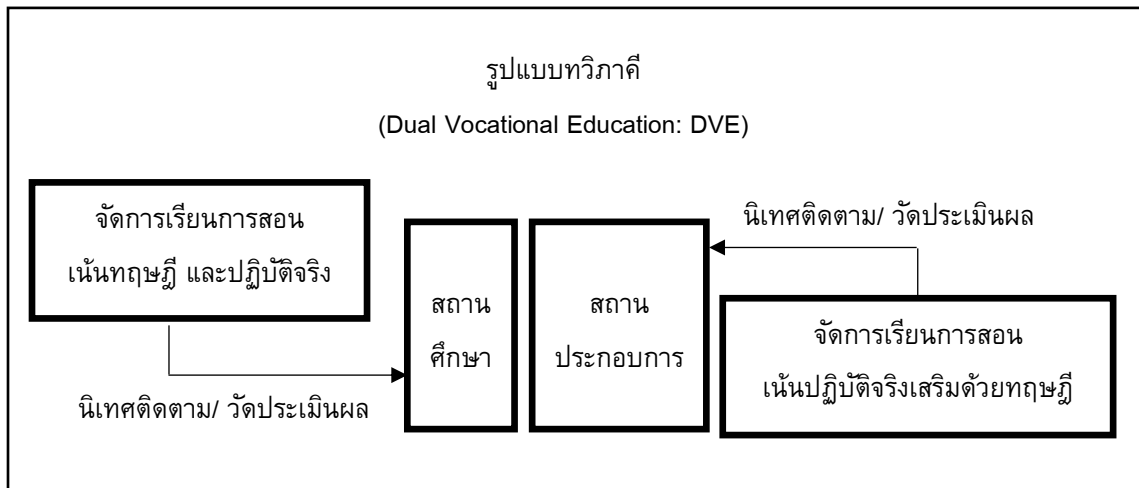 รูปแบบทวิภาคี
(Dual Vocational Education: DVE)
จัดการเรียนการสอน
เน้นทฤษฎี และปฏิบัติจริง
นิเทศติดตาม/ วัดประเมินผล
สถาน
ศึกษา
สถาน
ประกอบการ
นิเทศติดตาม/ วัดประเมินผล
จัดการเรียนการสอน
เน้นปฏิบัติจริงเสริมด้วยทฤษฎี